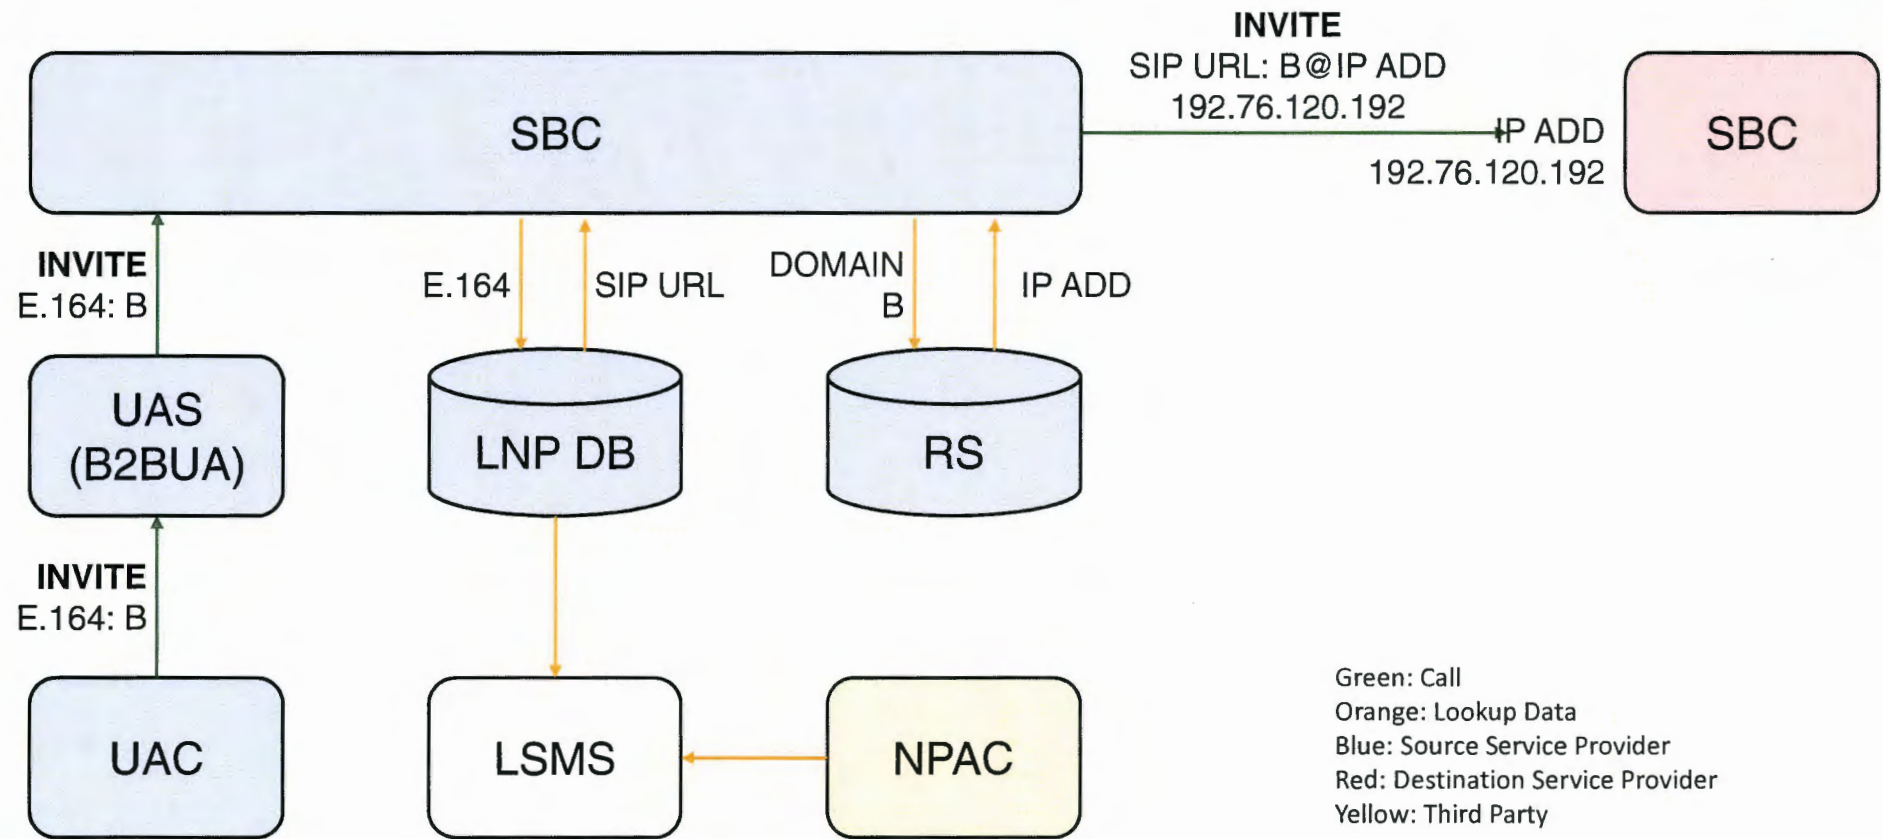 INVITE
SIP URL: B@IP ADD
192.76.120.192
SBC
IP ADD
192.76.120.192
SBC
INVITE
E.164: B
E.164
SIP URL
DOMAIN
B
IP ADD
UAS
(B2BUA)
LNP DB
RS
INVITE
E.164: B
UAC
LSMS
NPAC
Green: Call
Orange: Lookup Data
Blue: Source Service Provider
Red: Destination Service Provider
Yellow: Third Party